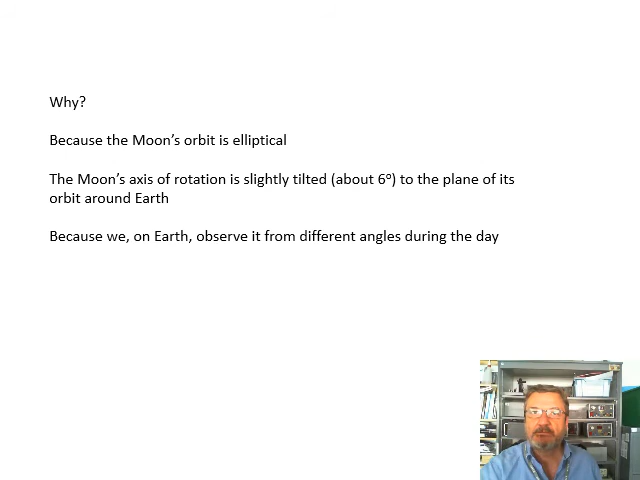 Why?
Because the Moon’s orbit is elliptical
The Moon’s axis of rotation is slightly tilted (about 6º) to the plane of its
orbit around Earth
Because we, on Earth, observe it from different angles during the day